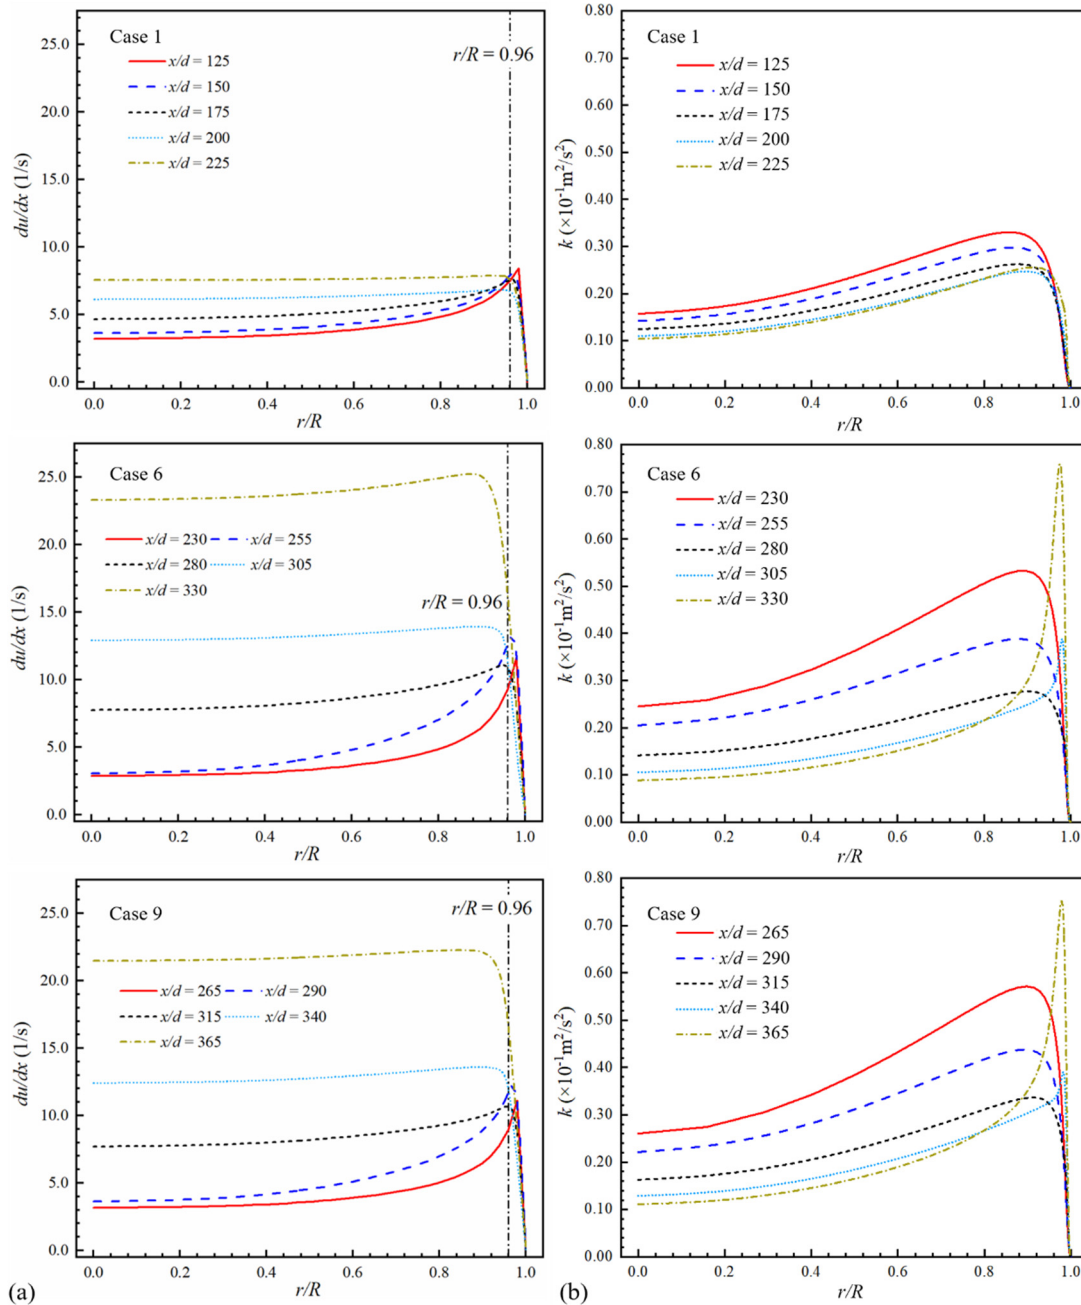 Case 1
r/R = 0.96
x/d = 125
x/d = 150
x/d = 175
x/d = 200
x/d = 225
25.0
20.0
15.0
10.0
5.0
0.0
du/dx (1/s)
0.0 0.2 0.4 0.6 0.8 1.0
r/R
Case 1
x/d = 125
x/d = 150
x/d = 175
x/d = 200
x/d = 225
0.80
0.70
0.60
0.50
0.40
0.30
0.20
0.10
0.00
k (×10⁻¹m²/s²)
0.0 0.2 0.4 0.6 0.8 1.0
r/R
Case 6
x/d = 230 x/d = 255
x/d = 280 x/d = 305
x/d = 330
r/R = 0.96
25.0
20.0
15.0
10.0
5.0
0.0
du/dx (1/s)
0.0 0.2 0.4 0.6 0.8 1.0
r/R
Case 6
x/d = 230
x/d = 255
x/d = 280
x/d = 305
x/d = 330
0.80
0.70
0.60
0.50
0.40
0.30
0.20
0.10
0.00
k (×10⁻¹m²/s²)
0.0 0.2 0.4 0.6 0.8 1.0
r/R
Case 9
r/R = 0.96
x/d = 265 x/d = 290
x/d = 315 x/d = 340
x/d = 365
25.0
20.0
15.0
10.0
5.0
0.0
du/dx (1/s)
0.0 0.2 0.4 0.6 0.8 1.0
r/R
(a)
Case 9
x/d = 265
x/d = 290
x/d = 315
x/d = 340
x/d = 365
0.80
0.70
0.60
0.50
0.40
0.30
0.20
0.10
0.00
k (×10⁻¹m²/s²)
0.0 0.2 0.4 0.6 0.8 1.0
r/R
(b)